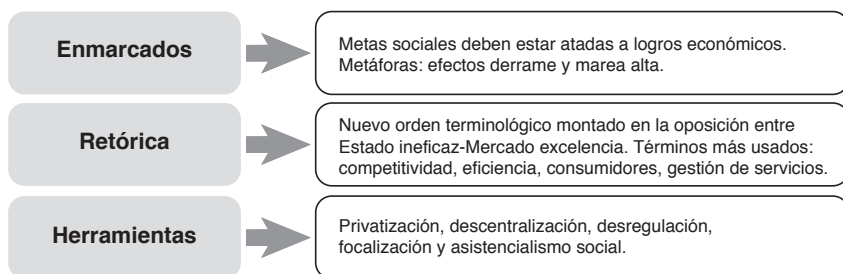 Enmarcados
Metas sociales deben estar atadas a logros económicos.
Metáforas: efectos derrame y marea alta.
Retórica
Nuevo orden terminológico montado en la oposición entre
Estado ineficaz-Mercado excelencia. Términos más usados:
competitividad, eficiencia, consumidores, gestión de servicios.
Herramientas
Privatización, descentralización, desregulación,
focalización y asistencialismo social.